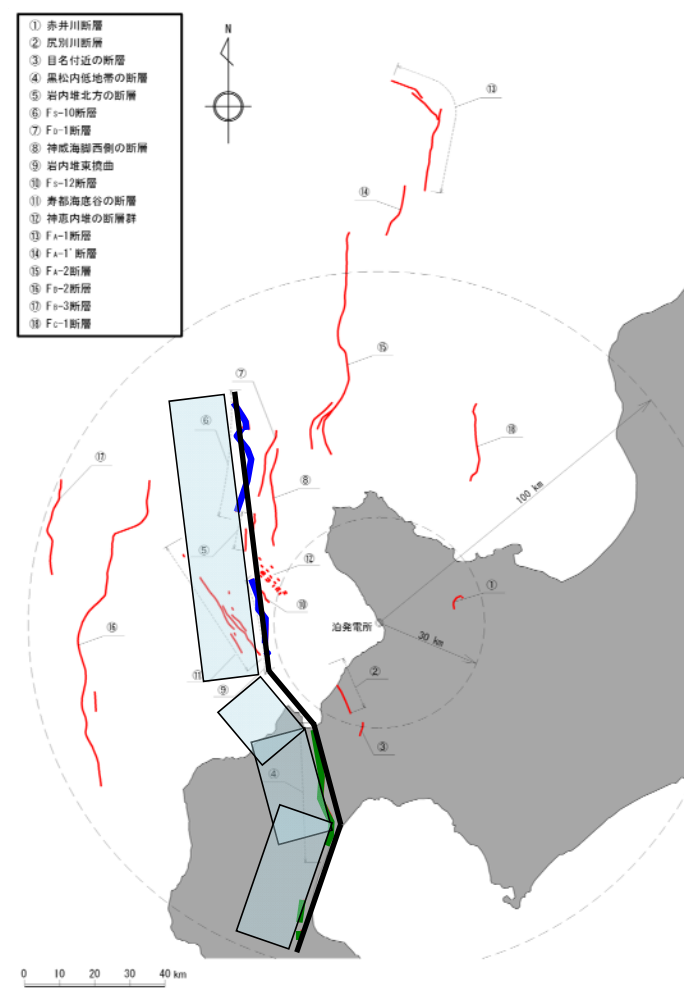 ① 赤井川断層
② 尻別川断層
③ 目名付近の断層
④ 黒松内低地帯の断層
⑤ 岩内堆北方の断層
⑥ Fs-10断層
⑦ FD-1断層
⑧ 神威海脚西側の断層
⑨ 岩内堆東撓曲
⑩ Fs-12断層
⑪ 寿都海底谷の断層
⑫ 神恵内堆の断層群
⑬ FA-1断層
⑭ FA-1'断層
⑮ FA-2断層
⑯ FB-2断層
⑰ FB-3断層
⑱ FC-1断層
N
⑬
⑭
⑮
⑦
⑥
⑱
⑰
⑧
100 km
⑤
⑫
①
⑩
泊発電所
⑯
30 km
⑪
②
⑨
③
④
0 10 20 40 km